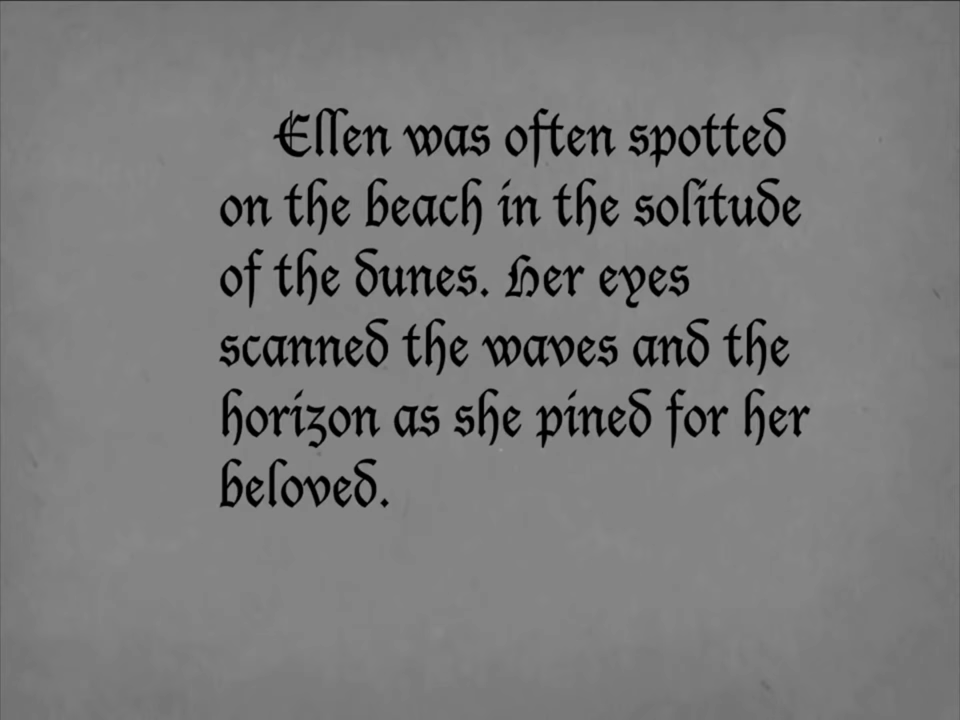 Ellen was often spotted
on the beach in the solitude
of the dunes. Her eyes
scanned the waves and the
horizon as she pined for her
beloved.